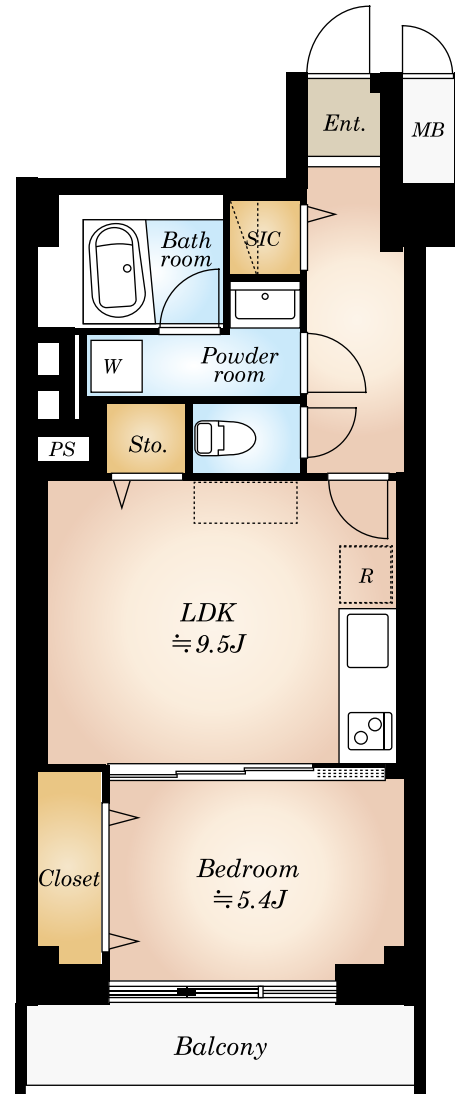 Ent.
MB
Bath
room
SIC
W
Powder
room
PS
Sto.
R
LDK
≒9.5J
Bedroom
≒5.4J
Closet
Balcony